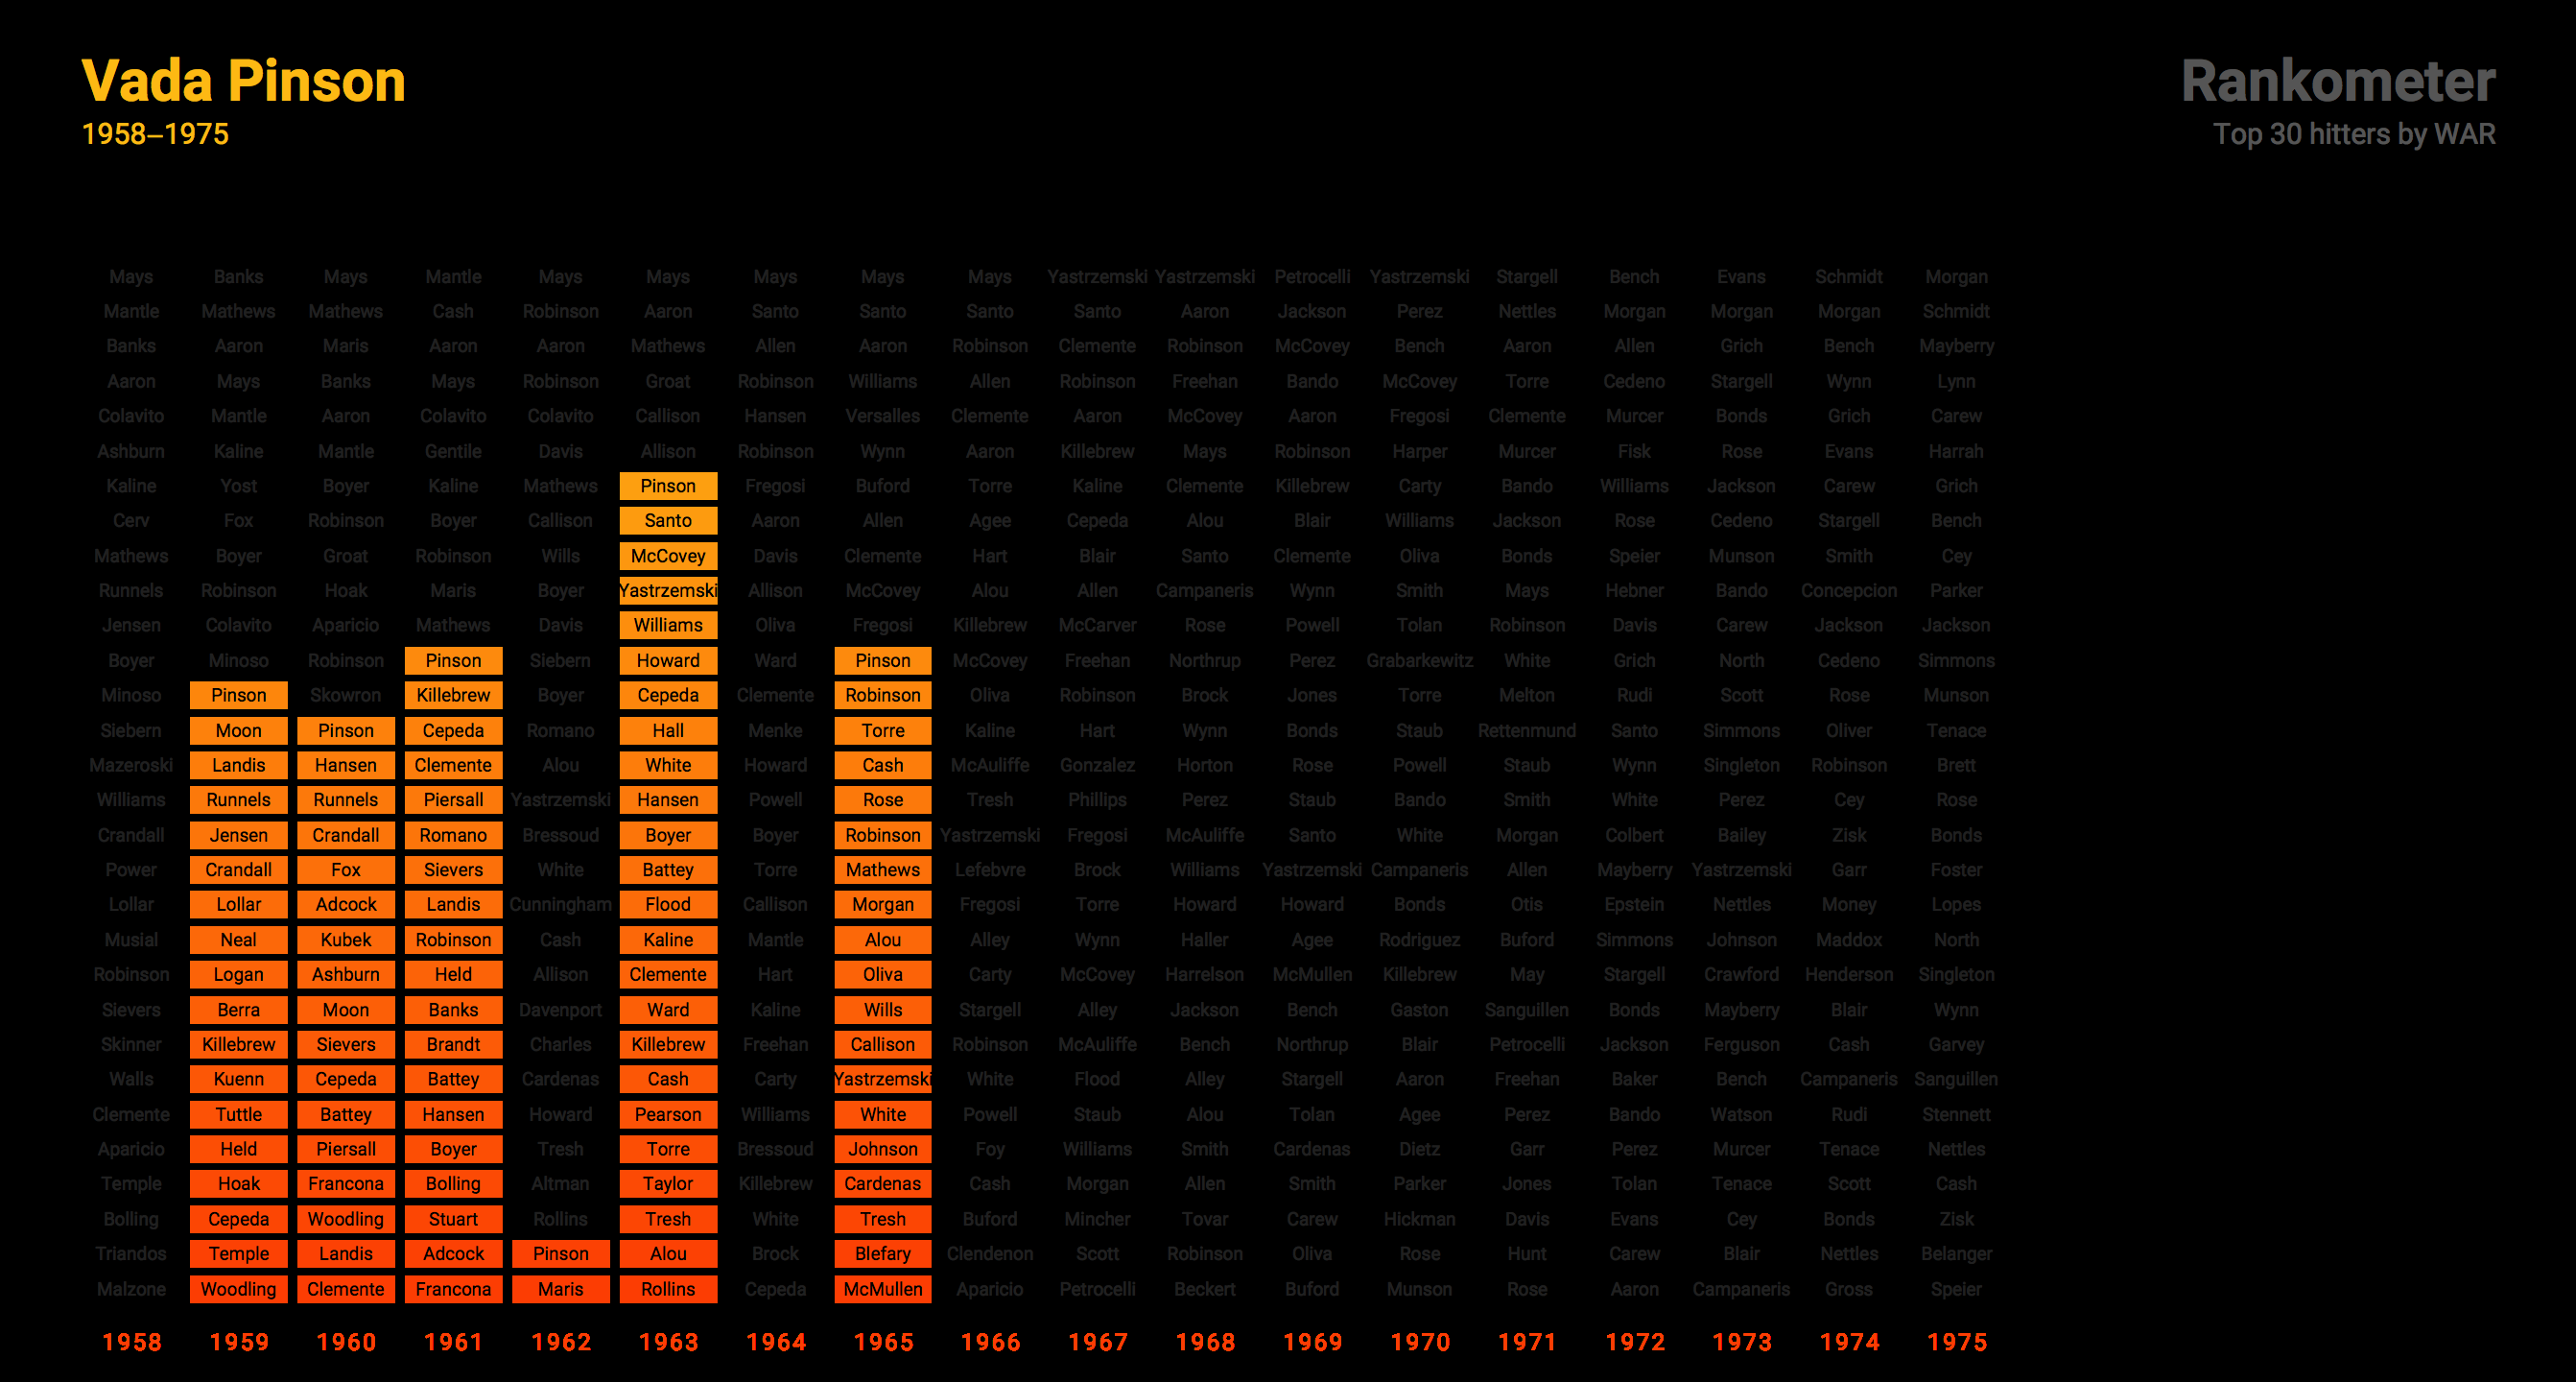 Vada Pinson
1958–1975
Rankometer
Top 30 hitters by WAR
Mays Banks Mays Mantle Mays Mays Mays Mays Mays Yastrzemski Yastrzemski Petrocelli Yastrzemski Stargell Bench Evans Schmidt Morgan
Mantle Mathews Mathews Cash Robinson Aaron Santo Santo Santo Santo Aaron Jackson Perez Nettles Morgan Morgan Morgan Schmidt
Banks Aaron Maris Aaron Aaron Mathews Allen Aaron Robinson Clemente Robinson McCovey Bench Aaron Allen Grich Bench Mayberry
Aaron Mays Banks Mays Robinson Groat Robinson Williams Allen Robinson Freehan Bando McCovey Torre Cedeno Stargell Wynn Lynn
Colavito Mantle Aaron Colavito Colavito Callison Hansen Versalles Clemente Aaron McCovey Aaron Fregosi Clemente Murcer Bonds Grich Carew
Ashburn Kaline Mantle Gentile Davis Allison Robinson Wynn Aaron Killebrew Mays Robinson Harper Murcer Fisk Rose Evans Harrah
Kaline Yost Boyer Kaline Mathews Pinson Fregosi Buford Torre Kaline Clemente Killebrew Carty Bando Williams Jackson Carew Grich
Cerv Fox Robinson Boyer Callison Santo Aaron Allen Agee Cepeda Alou Blair Williams Jackson Rose Cedeno Stargell Bench
Mathews Boyer Groat Robinson Wills McCovey Davis Clemente Hart Blair Santo Clemente Oliva Bonds Speier Munson Smith Cey
Runnels Robinson Hoak Maris Boyer Yastrzemski Allison McCovey Alou Allen Campaneris Wynn Smith Mays Hebner Bando Concepcion Parker
Jensen Colavito Aparicio Mathews Davis Williams Oliva Fregosi Killebrew McCarver Rose Powell Tolan Robinson Davis Carew Jackson Jackson
Boyer Minoso Robinson Pinson Siebern Howard Ward Pinson McCovey Freehan Northrup Perez Grabarkewitz White Grich North Cedeno Simmons
Minoso Pinson Skowron Killebrew Boyer Cepeda Clemente Robinson Oliva Robinson Brock Jones Torre Melton Rudi Scott Rose Munson
Siebern Moon Pinson Cepeda Romano Hall Menke Torre Kaline Hart Wynn Bonds Staub Rettenmund Santo Simmons Oliver Tenace
Mazeroski Landis Hansen Clemente Alou White Howard Cash McAuliffe Gonzalez Horton Rose Powell Staub Wynn Singleton Robinson Brett
Williams Runnels Runnels Piersall Yastrzemski Hansen Powell Rose Tresh Phillips Perez Staub Bando Smith White Perez Cey Rose
Crandall Jensen Crandall Romano Bressoud Boyer Boyer Robinson Yastrzemski Fregosi McAuliffe Santo White Morgan Colbert Bailey Zisk Bonds
Power Crandall Fox Sievers White Battey Torre Mathews Lefebvre Brock Williams Yastrzemski Campaneris Allen Mayberry Yastrzemski Garr Foster
Lollar Lollar Adcock Landis Cunningham Flood Callison Morgan Fregosi Torre Howard Howard Bonds Otis Epstein Nettles Money Lopes
Musial Neal Kubek Robinson Cash Kaline Mantle Alou Alley Wynn Haller Agee Rodriguez Buford Simmons Johnson Maddox North
Robinson Logan Ashburn Held Allison Clemente Hart Oliva Carty McCovey Harrelson McMullen Killebrew May Stargell Crawford Henderson Singleton
Sievers Berra Moon Banks Davenport Ward Kaline Wills Stargell Alley Jackson Bench Gaston Sanguillen Bonds Mayberry Blair Wynn
Skinner Killebrew Sievers Brandt Charles Killebrew Freehan Callison Robinson McAuliffe Bench Northrup Blair Petrocelli Jackson Ferguson Cash Garvey
Walls Kuenn Cepeda Battey Cardenas Cash Carty Yastrzemski White Flood Alley Stargell Aaron Freehan Baker Bench Campaneris Sanguillen
Clemente Tuttle Battey Hansen Howard Pearson Williams White Powell Staub Alou Tolan Agee Perez Bando Watson Rudi Stennett
Aparicio Held Piersall Boyer Tresh Torre Bressoud Johnson Foy Williams Smith Cardenas Dietz Garr Perez Murcer Tenace Nettles
Temple Hoak Francona Bolling Altman Taylor Killebrew Cardenas Cash Morgan Allen Smith Parker Jones Tolan Tenace Scott Cash
Bolling Cepeda Woodling Stuart Rollins Tresh White Tresh Buford Mincher Tovar Carew Hickman Davis Evans Cey Bonds Zisk
Triandos Temple Landis Adcock Pinson Alou Brock Blefary Clendenon Scott Robinson Oliva Rose Hunt Carew Blair Nettles Belanger
Malzone Woodling Clemente Francona Maris Rollins Cepeda McMullen Aparicio Petrocelli Beckert Buford Munson Rose Aaron Campaneris Gross Speier
1958 1959 1960 1961 1962 1963 1964 1965 1966 1967 1968 1969 1970 1971 1972 1973 1974 1975